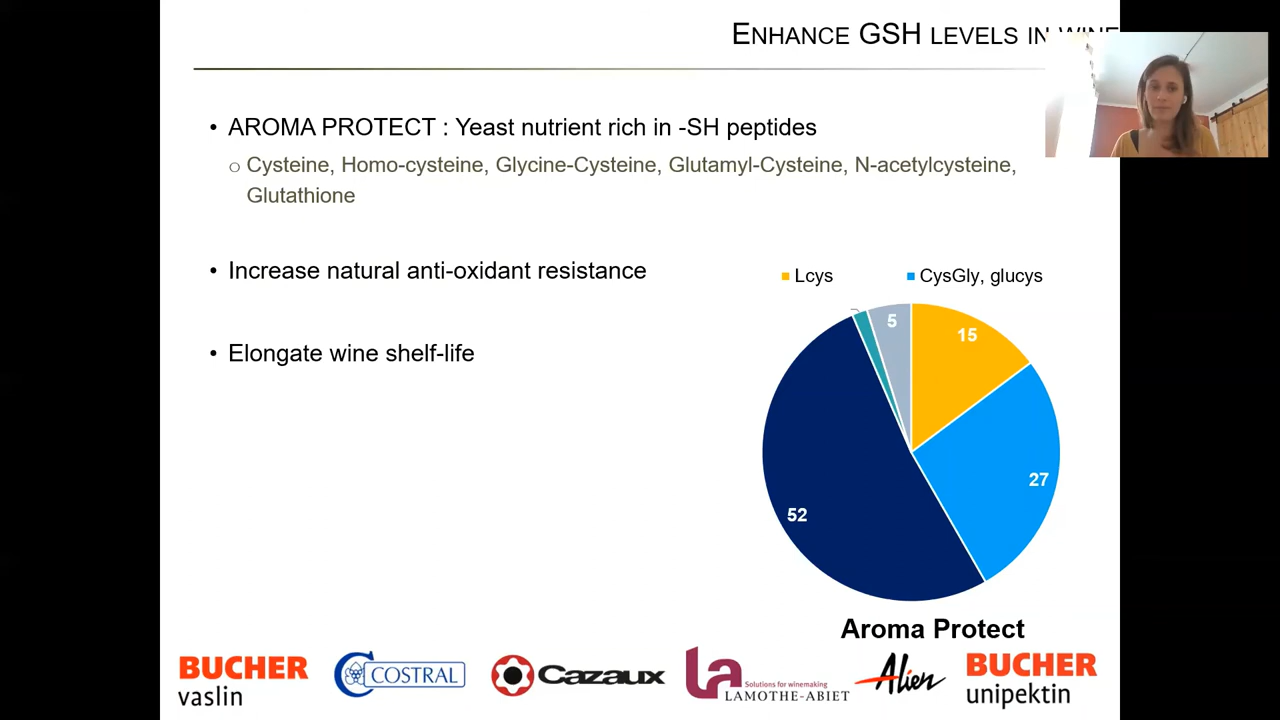 ENHANCE GSH LEVELS IN WINE
• AROMA PROTECT : Yeast nutrient rich in -SH peptides
○ Cysteine, Homo-cysteine, Glycine-Cysteine, Glutamyl-Cysteine, N-acetylcysteine,
Glutathione
• Increase natural anti-oxidant resistance
Lcys CysGly, glucys
5
15
• Elongate wine shelf-life
27
52
Aroma Protect
BUCHER
vaslin
COSTRAL
Cazaux
La
Solutions for winemaking
LAMOTHE-ABIET
Alien
BUCHER
unipektin